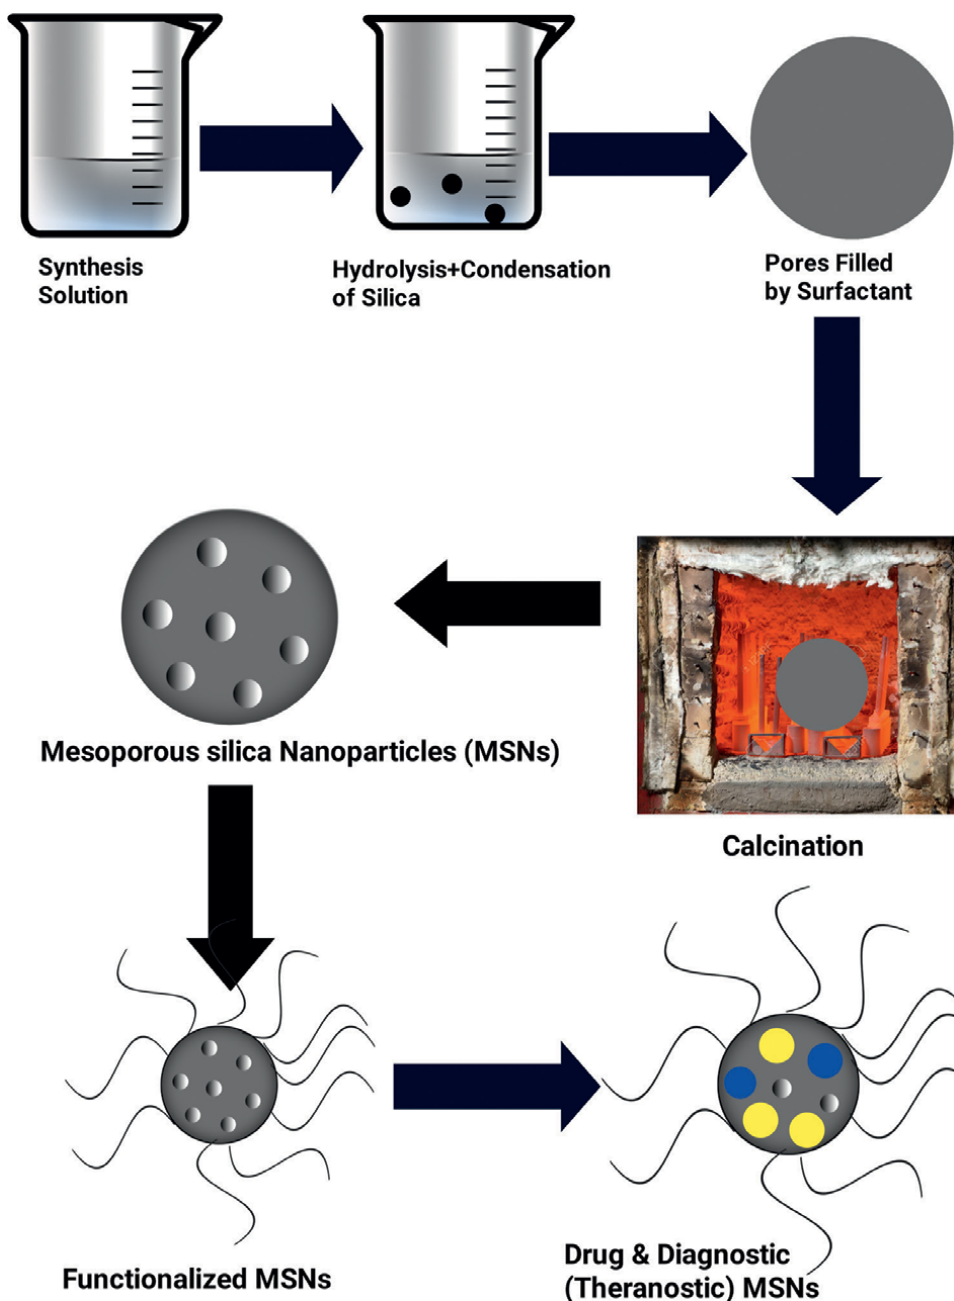 Synthesis
Solution
Hydrolysis+Condensation
of Silica
Pores Filled
by Surfactant
Mesoporous silica Nanoparticles (MSNs)
Calcination
Functionalized MSNs
Drug & Diagnostic
(Theranostic) MSNs